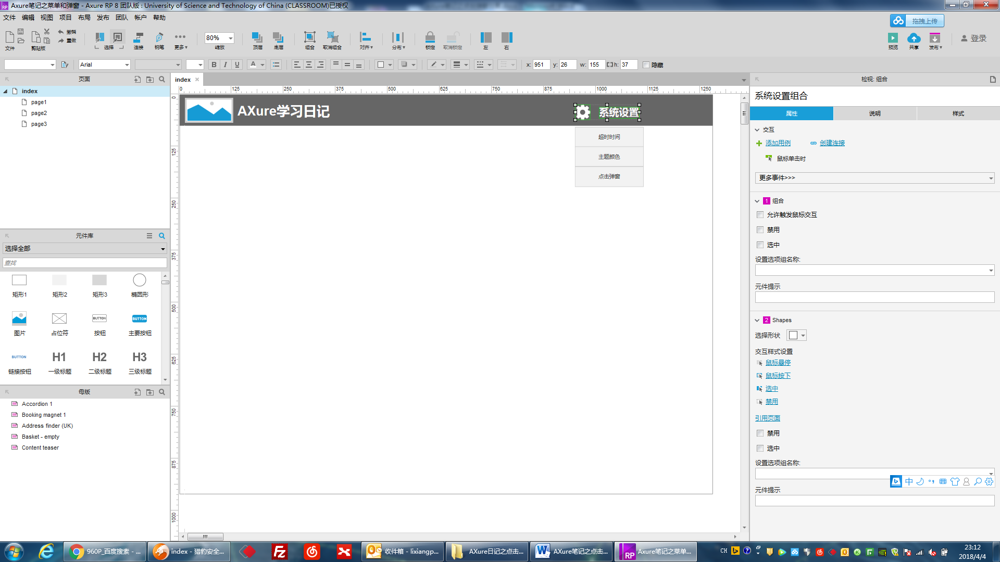 Axure笔记之菜单和弹窗 - Axure RP 8 团队版 : University of Science and Technology of China (CLASSROOM)已授权
文件 编辑 视图 项目 布局 发布 团队 帐户 帮助
拖拽上传
撤销
重做
文件 剪贴板 选择 连接 钢笔 更多 80% 缩放 顶层 底层 组合 取消组合 对齐 分布 锁定 取消锁定 左 右 预览 共享 发布 登录
Arial B I U A x: 951 y: 26 w: 155 h: 37 隐藏
页面
index
page1
page2
page3
元件库
选择全部
查找
矩形1 矩形2 矩形3 椭圆形
BUTTON BUTTON
图片 占位符 按钮 主要按钮
BUTTON H1 H2 H3
链接按钮 一级标题 二级标题 三级标题
母版
Accordion 1
Booking magnet 1
Address finder (UK)
Basket - empty
Content teaser
index
0 125 250 375 500 625 750 875 1000 1125 1250
0 125 250 375 500 625 750 875 1000
AXure学习日记
系统设置
超时时间
主题颜色
点击弹窗
检视: 组合
系统设置组合
属性 说明 样式
交互
添加用例 创建连接
鼠标单击时
更多事件>>>
1 组合
允许触发鼠标交互
禁用
选中
设置选项组名称:
元件提示
2 Shapes
选择形状
交互样式设置
鼠标悬停
鼠标按下
选中
禁用
引用页面
禁用
选中
设置选项组名称:
中
元件提示
960P_百度搜索 - ...
index - 猎豹安全...
收件箱 - lixiangp...
AXure日记之点击...
AXure笔记之点击...
Axure笔记之菜单...
CH
23:12
2018/4/4